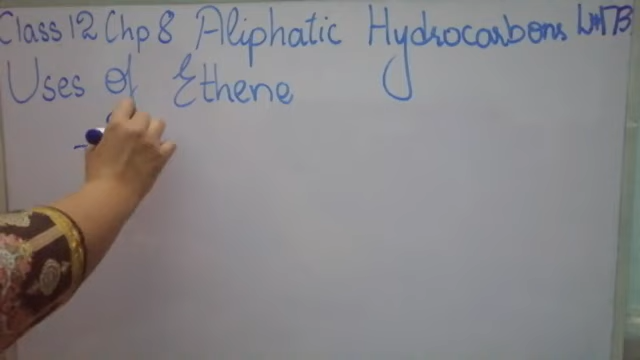 Class 12 Chp 8 Aliphatic Hydrocarbons
Uses of Ethene